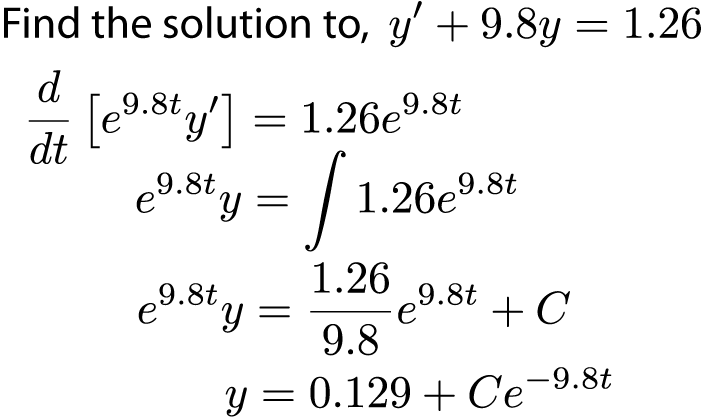 Find the solution to, y′ + 9.8y = 1.26
d/dt [e^{9.8t}y′] = 1.26e^{9.8t}
e^{9.8t}y = ∫ 1.26e^{9.8t}
e^{9.8t}y = 1.26/9.8 e^{9.8t} + C
y = 0.129 + Ce^{−9.8t}